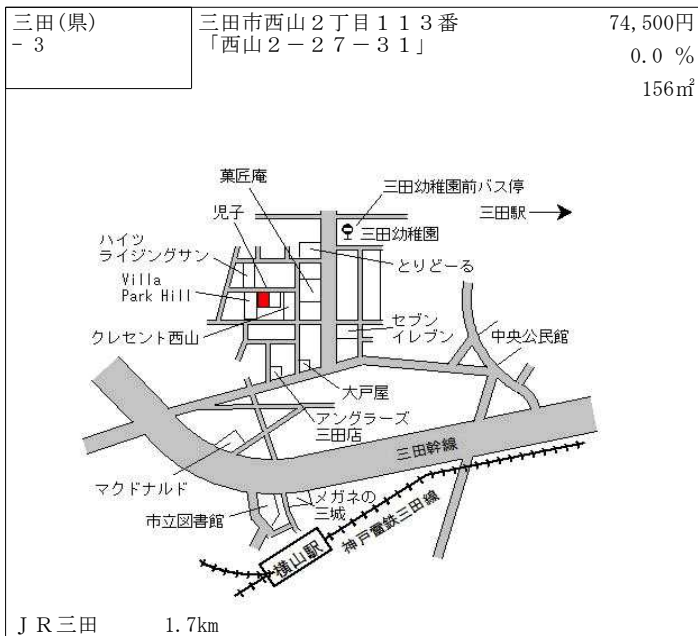 三田(県)
- 3
三田市西山２丁目１１３番
「西山２－２７－３１」
74,500円
0.0 %
156㎡
菓匠庵
三田幼稚園前バス停
三田駅
児子
三田幼稚園
ハイツ
ライジングサン
とりどーる
Villa
Park Hill
セブン
イレブン
クレセント西山
中央公民館
大戸屋
アングラーズ
三田店
三田幹線
マクドナルド
メガネの
三城
市立図書館
神戸電鉄三田線
横山駅
ＪＲ三田
1.7km